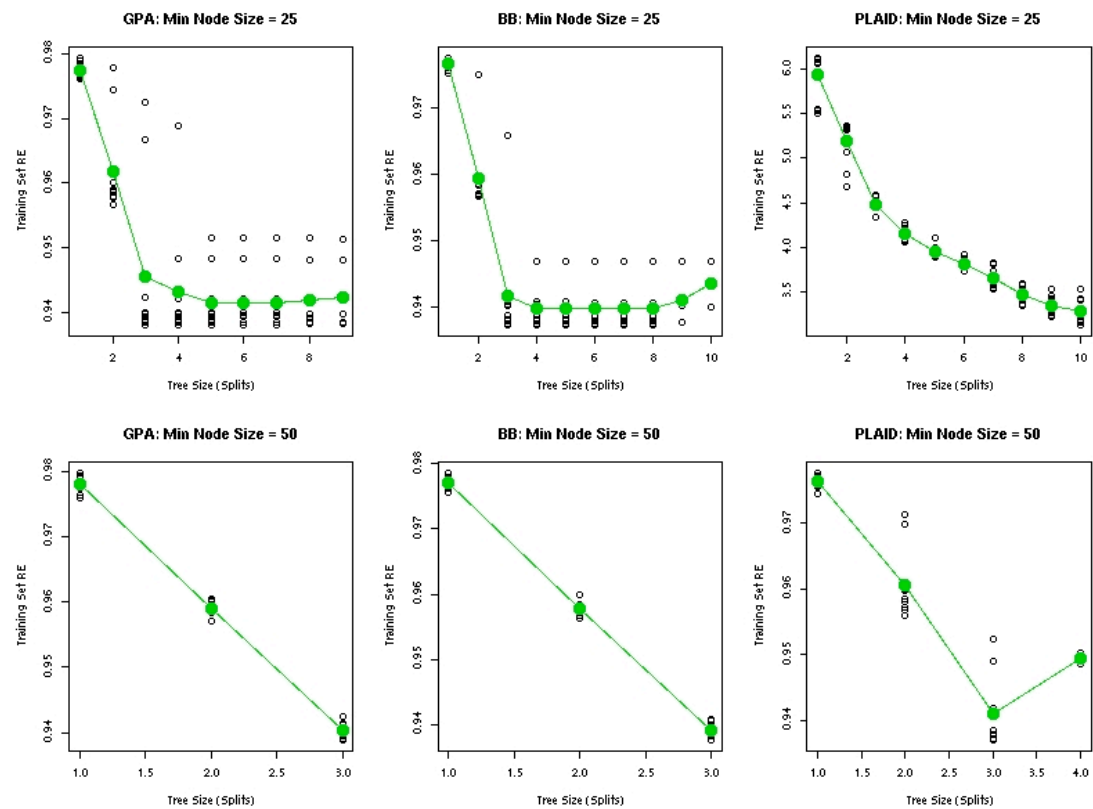 GPA: Min Node Size = 25
Training Set RE
0.98
0.97
0.96
0.95
0.94
2 4 6 8
Tree Size (Splits)
BB: Min Node Size = 25
Training Set RE
0.97
0.96
0.95
0.94
2 4 6 8 10
Tree Size (Splits)
PLAID: Min Node Size = 25
Training Set RE
6.0
5.5
5.0
4.5
4.0
3.5
2 4 6 8 10
Tree Size (Splits)
GPA: Min Node Size = 50
Training Set RE
0.98
0.97
0.96
0.95
0.94
1.0 1.5 2.0 2.5 3.0
Tree Size (Splits)
BB: Min Node Size = 50
Training Set RE
0.98
0.97
0.96
0.95
0.94
1.0 1.5 2.0 2.5 3.0
Tree Size (Splits)
PLAID: Min Node Size = 50
Training Set RE
0.97
0.96
0.95
0.94
1.0 1.5 2.0 2.5 3.0 3.5 4.0
Tree Size (Splits)